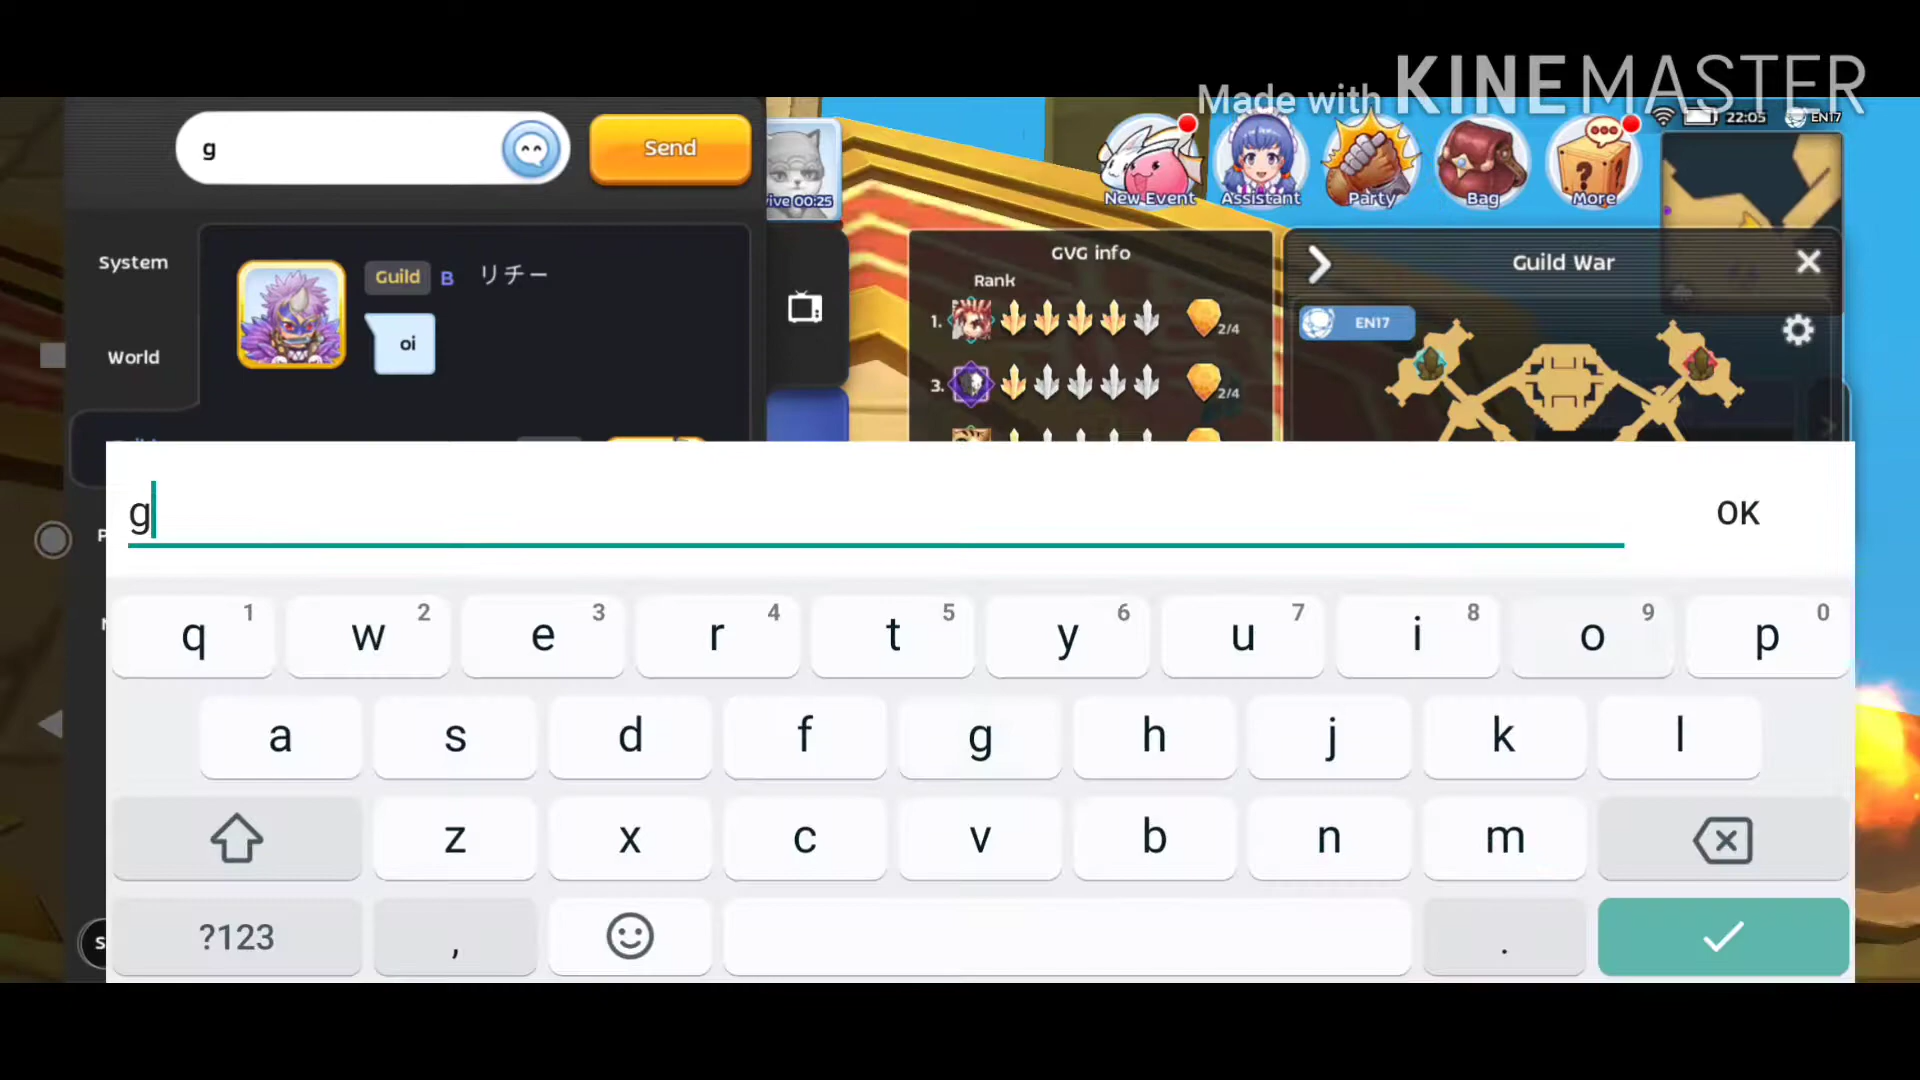 Made with KINEMASTER
g
Send
22:05
EN17
ive 00:25
New Event
Assistant
Party
Bag
More
System
World
Guild B リチー
oi
GVG info
Rank
1.
2/4
3.
2/4
Guild War
EN17
g
OK
q 1 w 2 e 3 r 4 t 5 y 6 u 7 i 8 o 9 p 0
a s d f g h j k l
z x c v b n m
?123 , .